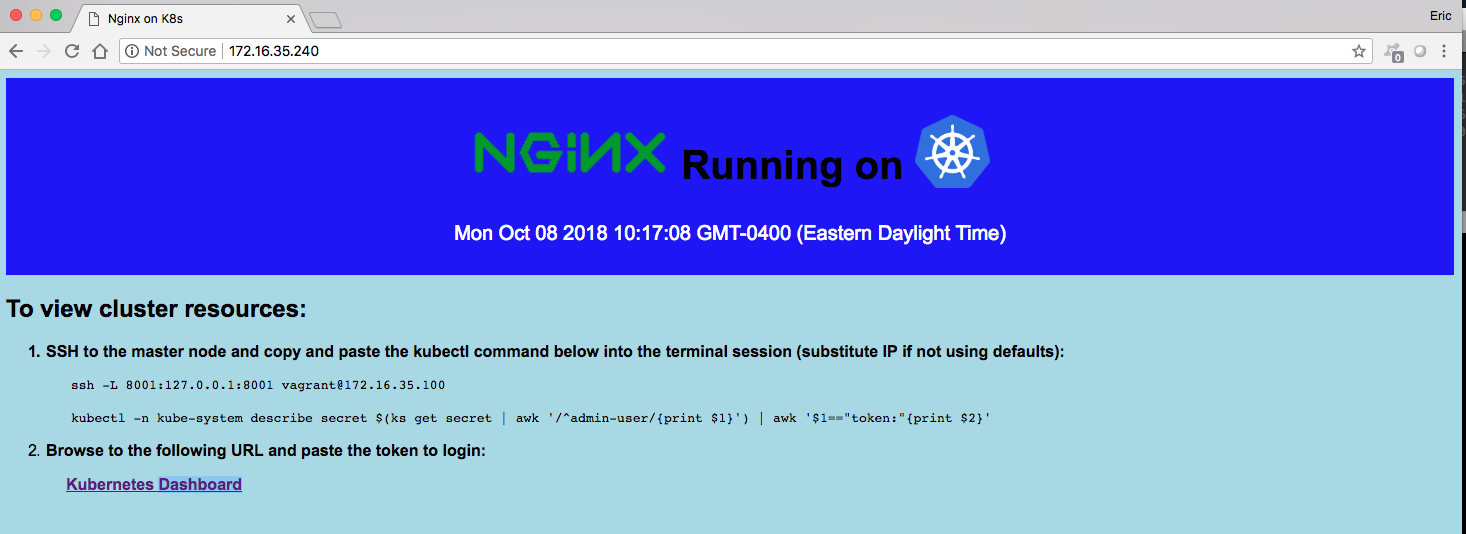 Nginx on K8s
Eric
Not Secure 172.16.35.240
0
NGiNX Running on
Mon Oct 08 2018 10:17:08 GMT-0400 (Eastern Daylight Time)
To view cluster resources:
1. SSH to the master node and copy and paste the kubectl command below into the terminal session (substitute IP if not using defaults):
ssh -L 8001:127.0.0.1:8001 vagrant@172.16.35.100
kubectl -n kube-system describe secret $(ks get secret | awk '/^admin-user/{print $1}') | awk '$1=="token:"{print $2}'
2. Browse to the following URL and paste the token to login:
Kubernetes Dashboard